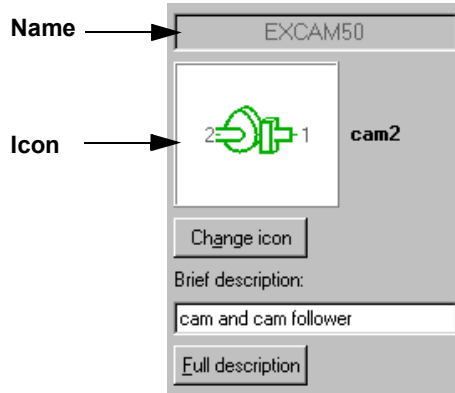 Name
EXCAM50
Icon
2 1
cam2
Change icon
Brief description:
cam and cam follower
Full description